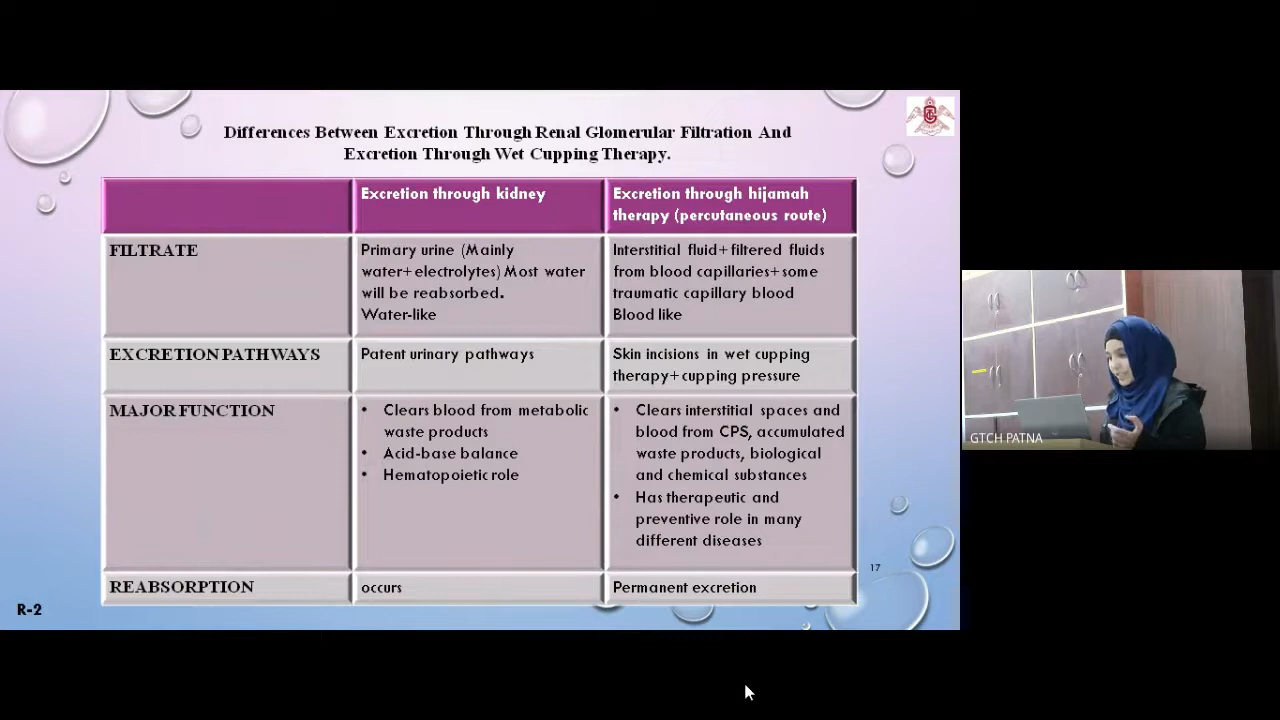 Differences Between Excretion Through Renal Glomerular Filtration And
Excretion Through Wet Cupping Therapy.
Excretion through kidney
Excretion through hijamah
therapy (percutaneous route)
FILTRATE
Primary urine (Mainly
water+electrolytes) Most water
will be reabsorbed.
Water-like
Interstitial fluid+filtered fluids
from blood capillaries+some
traumatic capillary blood
Blood like
EXCRETION PATHWAYS
Patent urinary pathways
Skin incisions in wet cupping
therapy+cupping pressure
MAJOR FUNCTION
• Clears blood from metabolic
waste products
• Acid-base balance
• Hematopoietic role
• Clears interstitial spaces and
blood from CPS, accumulated
waste products, biological
and chemical substances
• Has therapeutic and
preventive role in many
different diseases
REABSORPTION
occurs
Permanent excretion
17
R-2
GTCH PATNA